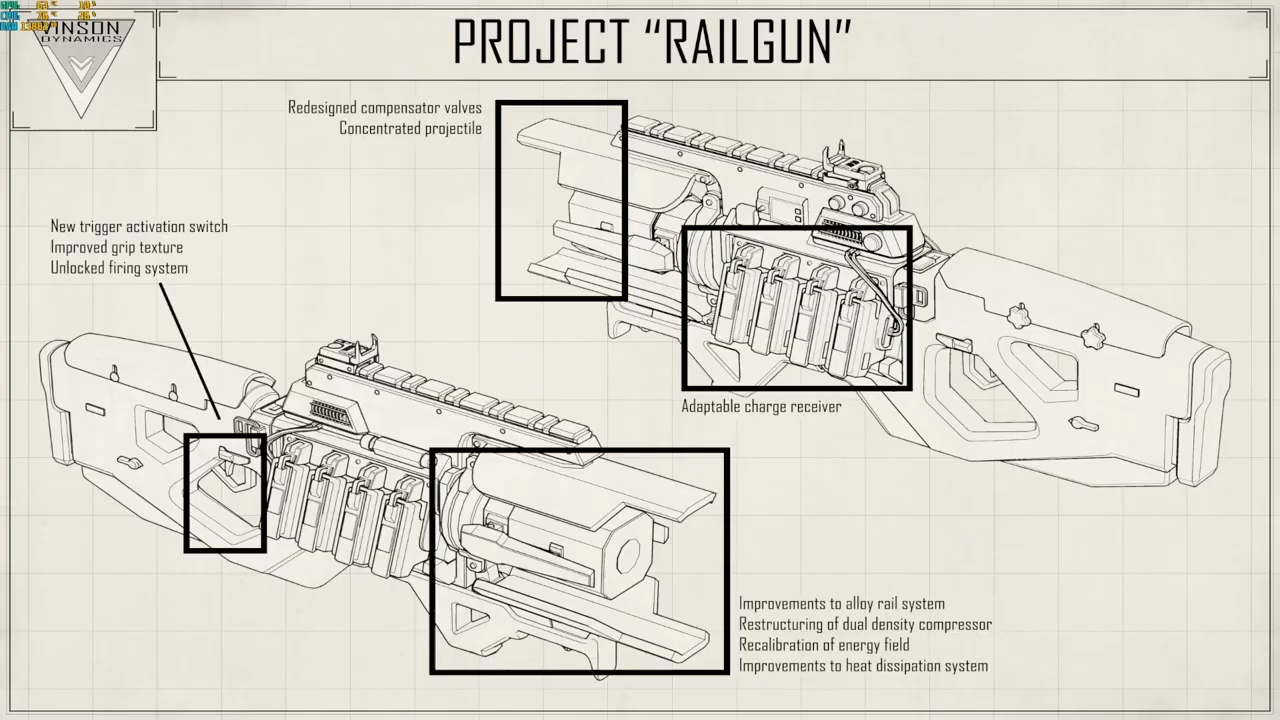 VINSON
DYNAMICS
PROJECT “RAILGUN”
Redesigned compensator valves
Concentrated projectile
New trigger activation switch
Improved grip texture
Unlocked firing system
Adaptable charge receiver
Improvements to alloy rail system
Restructuring of dual density compressor
Recalibration of energy field
Improvements to heat dissipation system